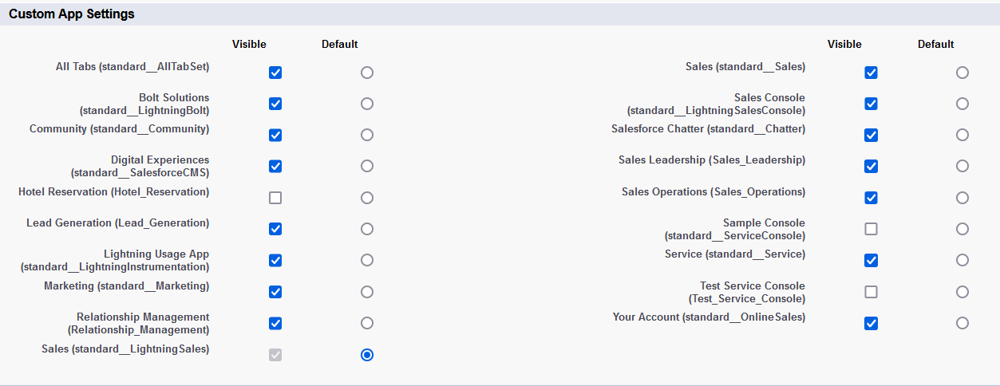 Custom App Settings
Visible Default Visible Default
All Tabs (standard__AllTabSet)
Bolt Solutions
(standard__LightningBolt)
Community (standard__Community)
Digital Experiences
(standard__SalesforceCMS)
Hotel Reservation (Hotel_Reservation)
Lead Generation (Lead_Generation)
Lightning Usage App
(standard__LightningInstrumentation)
Marketing (standard__Marketing)
Relationship Management
(Relationship_Management)
Sales (standard__LightningSales)
Sales (standard__Sales)
Sales Console
(standard__LightningSalesConsole)
Salesforce Chatter (standard__Chatter)
Sales Leadership (Sales_Leadership)
Sales Operations (Sales_Operations)
Sample Console
(standard__ServiceConsole)
Service (standard__Service)
Test Service Console
(Test_Service_Console)
Your Account (standard__OnlineSales)